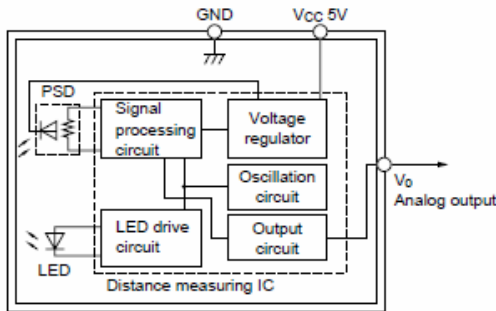 GND
Vcc 5V
PSD
Signal
processing
circuit
Voltage
regulator
Oscillation
circuit
Vo
Analog output
LED drive
circuit
Output
circuit
LED
Distance measuring IC